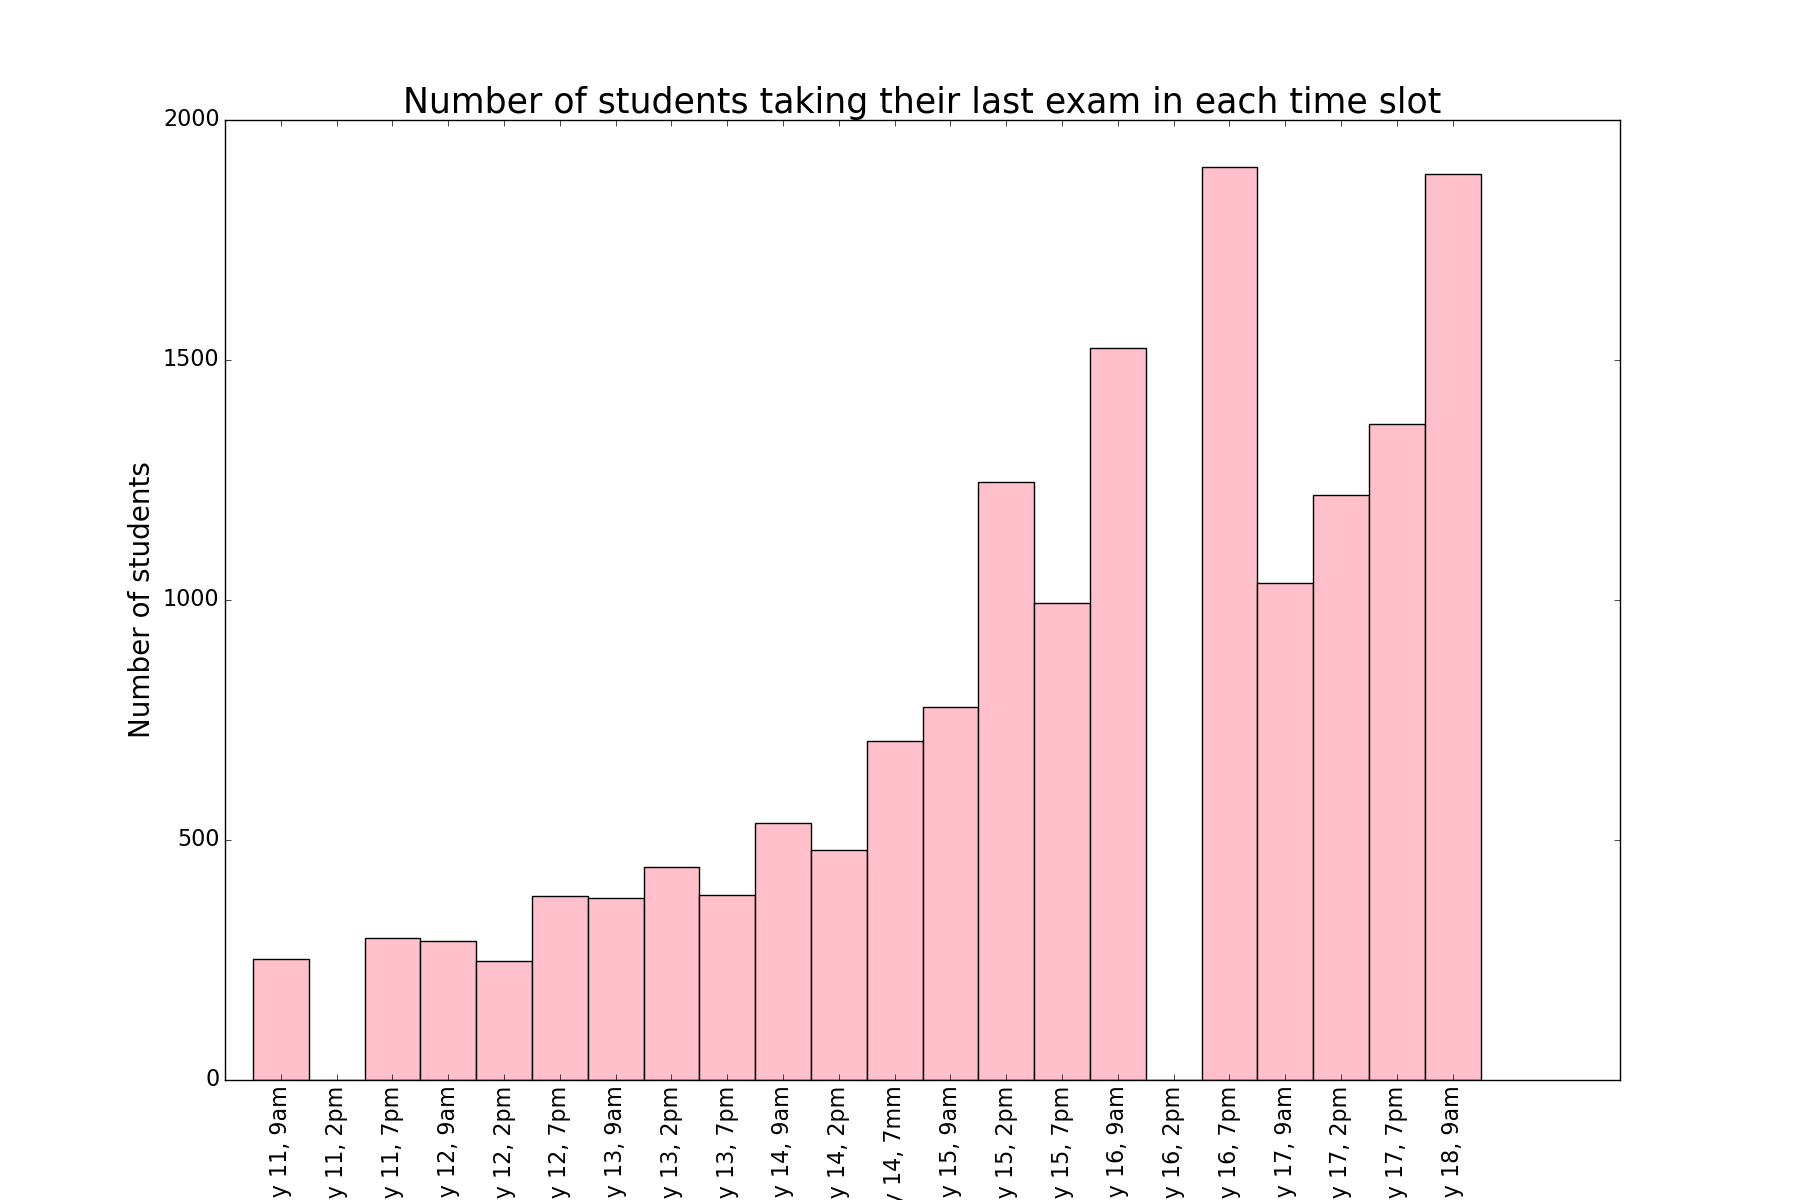 Number of students taking their last exam in each time slot
Number of students
2000
1500
1000
500
0
y 11, 9am
y 11, 2pm
y 11, 7pm
y 12, 9am
y 12, 2pm
y 12, 7pm
y 13, 9am
y 13, 2pm
y 13, 7pm
y 14, 9am
y 14, 2pm
y 14, 7mm
y 15, 9am
y 15, 2pm
y 15, 7pm
y 16, 9am
y 16, 2pm
y 16, 7pm
y 17, 9am
y 17, 2pm
y 17, 7pm
y 18, 9am